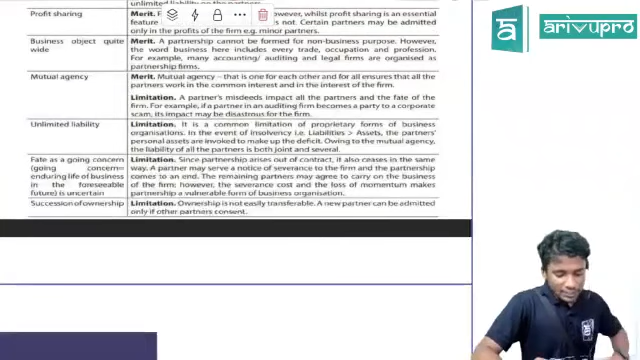 unlimited liability on the partners.
Profit sharing
Merit.
owever, whilst profit sharing is an essential
feature
is not. Certain partners may be admitted
only in the profits of the firm e.g. minor partners.
Business object quite wide
Merit. A partnership cannot be formed for non-business purpose. However,
the word business here includes every trade, occupation and profession.
For example, many accounting/ auditing and legal firms are organised as
partnership firms.
Mutual agency
Merit. Mutual agency – that is one for each other and for all ensures that all the
partners work in the common interest and in the interest of the firm.
Limitation. A partner's misdeeds impact all the partners and the fate of the
firm. For example, if a partner in an auditing firm becomes a party to a corporate
scam, its impact may be disastrous for the firm.
Unlimited liability
Limitation. It is a common limitation of proprietary forms of business
organisations. In the event of insolvency i.e. Liabilities > Assets, the partners'
personal assets are invoked to make up the deficit. Owing to the mutual agency,
the liability of all the partners is both joint and several.
Fate as a going concern
(going concern=
enduring life of business
in the foreseeable
future) is uncertain
Limitation. Since partnership arises out of contract, it also ceases in the same
way. A partner may serve a notice of severance to the firm and the partnership
comes to an end. The remaining partners may agree to carry on the business
of the firm; however, the severance cost and the loss of momentum makes
partnership a vulnerable form of business organisation.
Succession of ownership
Limitation. Ownership is not easily transferable. A new partner can be admitted
only if other partners consent.
arivupro